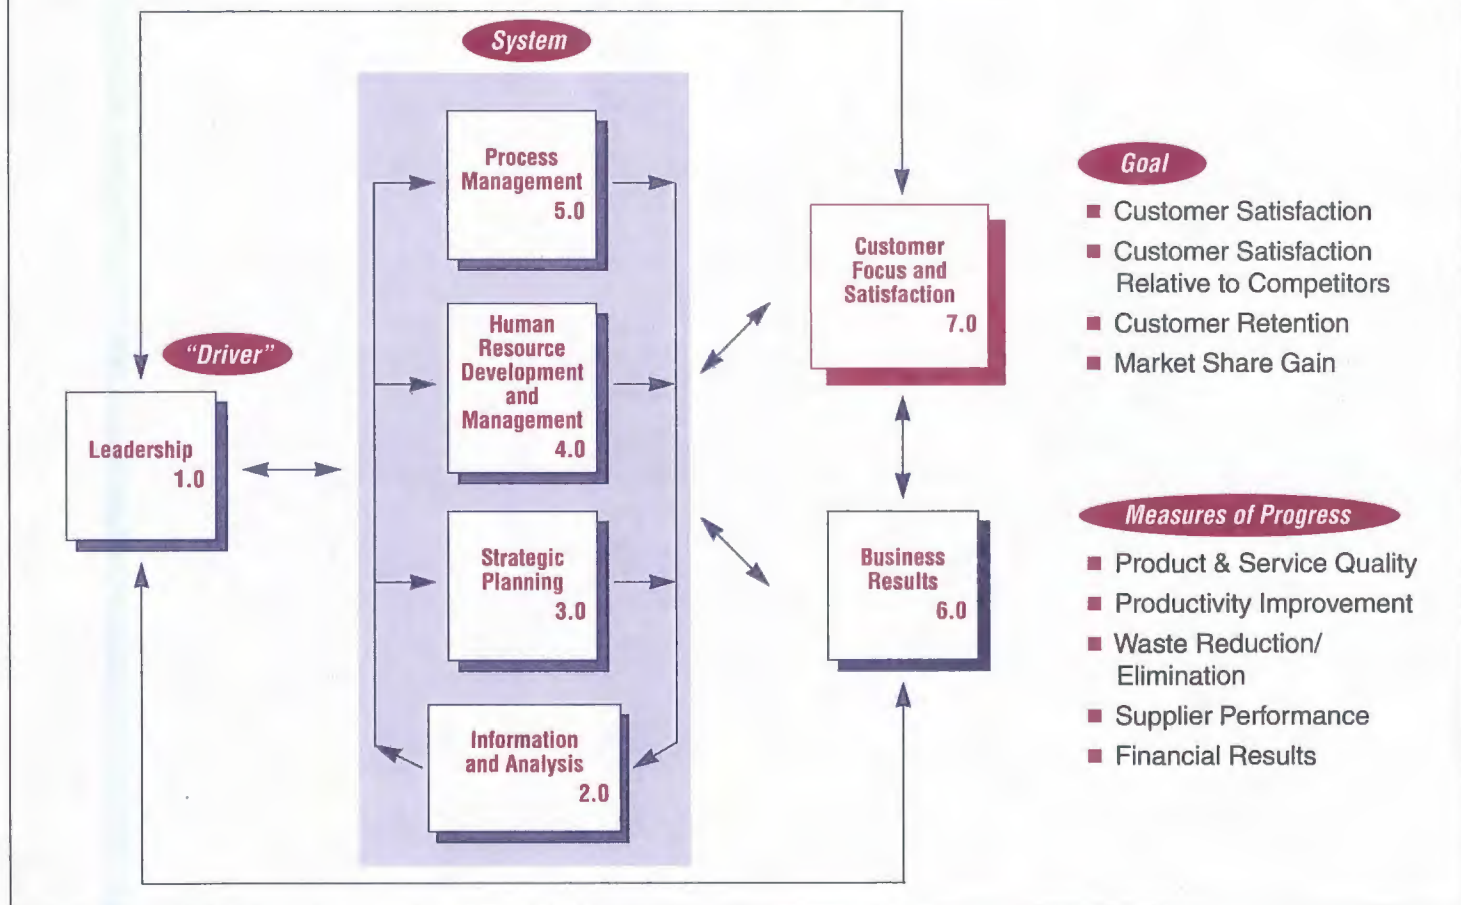 System
Process
Management
5.0
Human
Resource
Development
and
Management
4.0
Strategic
Planning
3.0
Information
and Analysis
2.0
"Driver"
Leadership
1.0
Customer
Focus and
Satisfaction
7.0
Business
Results
6.0
Goal
■ Customer Satisfaction
■ Customer Satisfaction
Relative to Competitors
■ Customer Retention
■ Market Share Gain
Measures of Progress
■ Product & Service Quality
■ Productivity Improvement
■ Waste Reduction/
Elimination
■ Supplier Performance
■ Financial Results